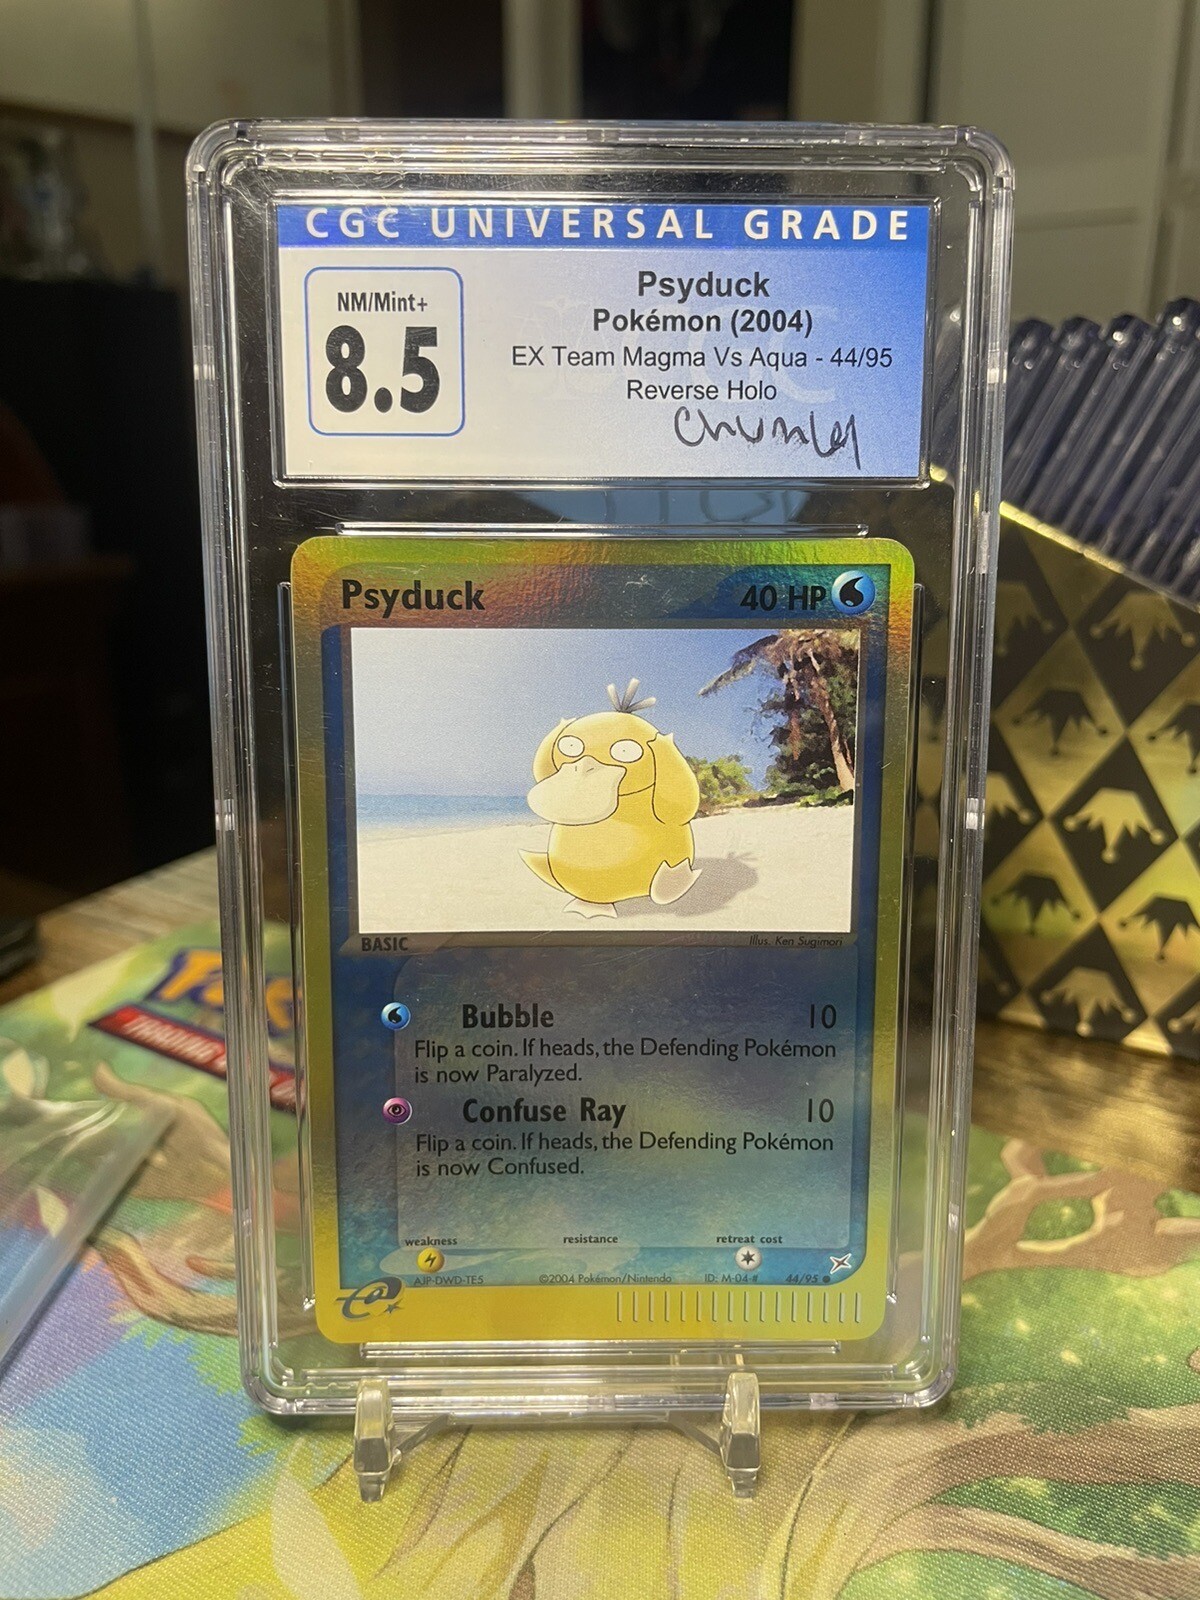 CGC UNIVERSAL GRADE
NM/Mint+
8.5
Psyduck
Pokémon (2004)
EX Team Magma Vs Aqua - 44/95
Reverse Holo
Psyduck 40 HP
BASIC Illus. Ken Sugimori
Bubble 10
Flip a coin. If heads, the Defending Pokémon
is now Paralyzed.
Confuse Ray 10
Flip a coin. If heads, the Defending Pokémon
is now Confused.
weakness resistance retreat cost
AJP-DWD-TE5 ©2004 Pokémon/Nintendo ID: M-04-# 44/95